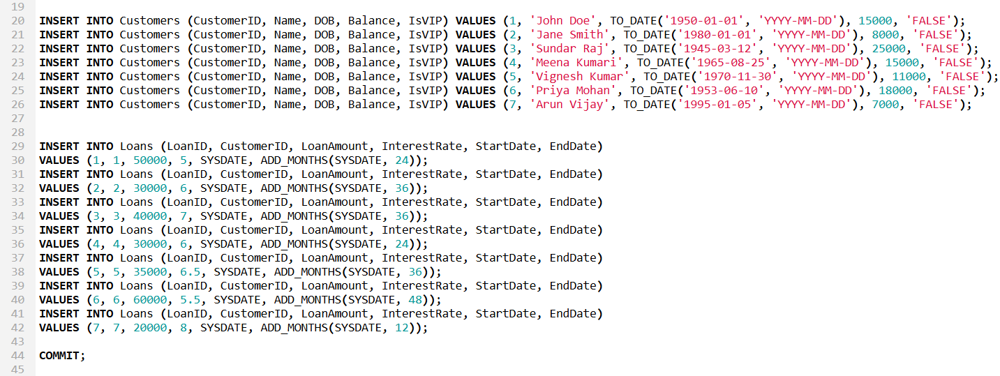 19
20 INSERT INTO Customers (CustomerID, Name, DOB, Balance, IsVIP) VALUES (1, 'John Doe', TO_DATE('1950-01-01', 'YYYY-MM-DD'), 15000, 'FALSE');
21 INSERT INTO Customers (CustomerID, Name, DOB, Balance, IsVIP) VALUES (2, 'Jane Smith', TO_DATE('1980-01-01', 'YYYY-MM-DD'), 8000, 'FALSE');
22 INSERT INTO Customers (CustomerID, Name, DOB, Balance, IsVIP) VALUES (3, 'Sundar Raj', TO_DATE('1945-03-12', 'YYYY-MM-DD'), 25000, 'FALSE');
23 INSERT INTO Customers (CustomerID, Name, DOB, Balance, IsVIP) VALUES (4, 'Meena Kumari', TO_DATE('1965-08-25', 'YYYY-MM-DD'), 15000, 'FALSE');
24 INSERT INTO Customers (CustomerID, Name, DOB, Balance, IsVIP) VALUES (5, 'Vignesh Kumar', TO_DATE('1970-11-30', 'YYYY-MM-DD'), 11000, 'FALSE');
25 INSERT INTO Customers (CustomerID, Name, DOB, Balance, IsVIP) VALUES (6, 'Priya Mohan', TO_DATE('1953-06-10', 'YYYY-MM-DD'), 18000, 'FALSE');
26 INSERT INTO Customers (CustomerID, Name, DOB, Balance, IsVIP) VALUES (7, 'Arun Vijay', TO_DATE('1995-01-05', 'YYYY-MM-DD'), 7000, 'FALSE');
27
28
29 INSERT INTO Loans (LoanID, CustomerID, LoanAmount, InterestRate, StartDate, EndDate)
30 VALUES (1, 1, 50000, 5, SYSDATE, ADD_MONTHS(SYSDATE, 24));
31 INSERT INTO Loans (LoanID, CustomerID, LoanAmount, InterestRate, StartDate, EndDate)
32 VALUES (2, 2, 30000, 6, SYSDATE, ADD_MONTHS(SYSDATE, 36));
33 INSERT INTO Loans (LoanID, CustomerID, LoanAmount, InterestRate, StartDate, EndDate)
34 VALUES (3, 3, 40000, 7, SYSDATE, ADD_MONTHS(SYSDATE, 36));
35 INSERT INTO Loans (LoanID, CustomerID, LoanAmount, InterestRate, StartDate, EndDate)
36 VALUES (4, 4, 30000, 6, SYSDATE, ADD_MONTHS(SYSDATE, 24));
37 INSERT INTO Loans (LoanID, CustomerID, LoanAmount, InterestRate, StartDate, EndDate)
38 VALUES (5, 5, 35000, 6.5, SYSDATE, ADD_MONTHS(SYSDATE, 36));
39 INSERT INTO Loans (LoanID, CustomerID, LoanAmount, InterestRate, StartDate, EndDate)
40 VALUES (6, 6, 60000, 5.5, SYSDATE, ADD_MONTHS(SYSDATE, 48));
41 INSERT INTO Loans (LoanID, CustomerID, LoanAmount, InterestRate, StartDate, EndDate)
42 VALUES (7, 7, 20000, 8, SYSDATE, ADD_MONTHS(SYSDATE, 12));
43
44 COMMIT;
45